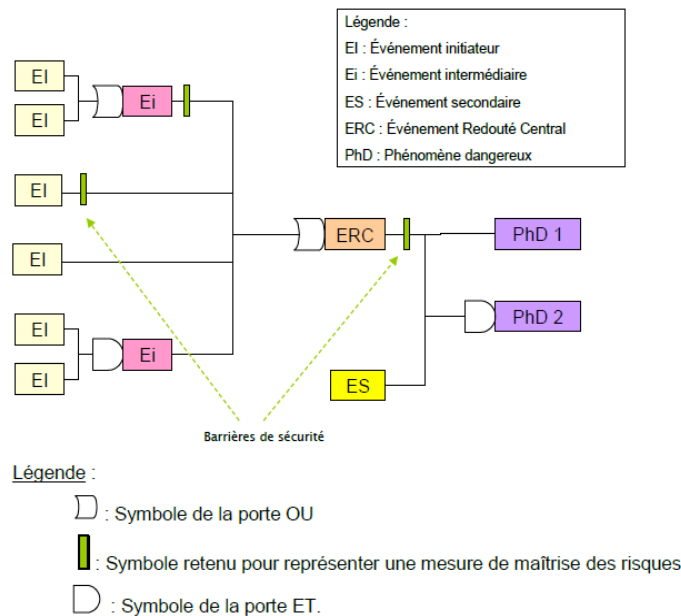 Légende :
EI : Événement initiateur
Ei : Événement intermédiaire
ES : Événement secondaire
ERC : Événement Redouté Central
PhD : Phénomène dangereux
EI
EI
Ei
EI
EI
EI
EI
Ei
ERC
PhD 1
PhD 2
ES
Barrières de sécurité
Légende :
: Symbole de la porte OU
: Symbole retenu pour représenter une mesure de maîtrise des risques
: Symbole de la porte ET.